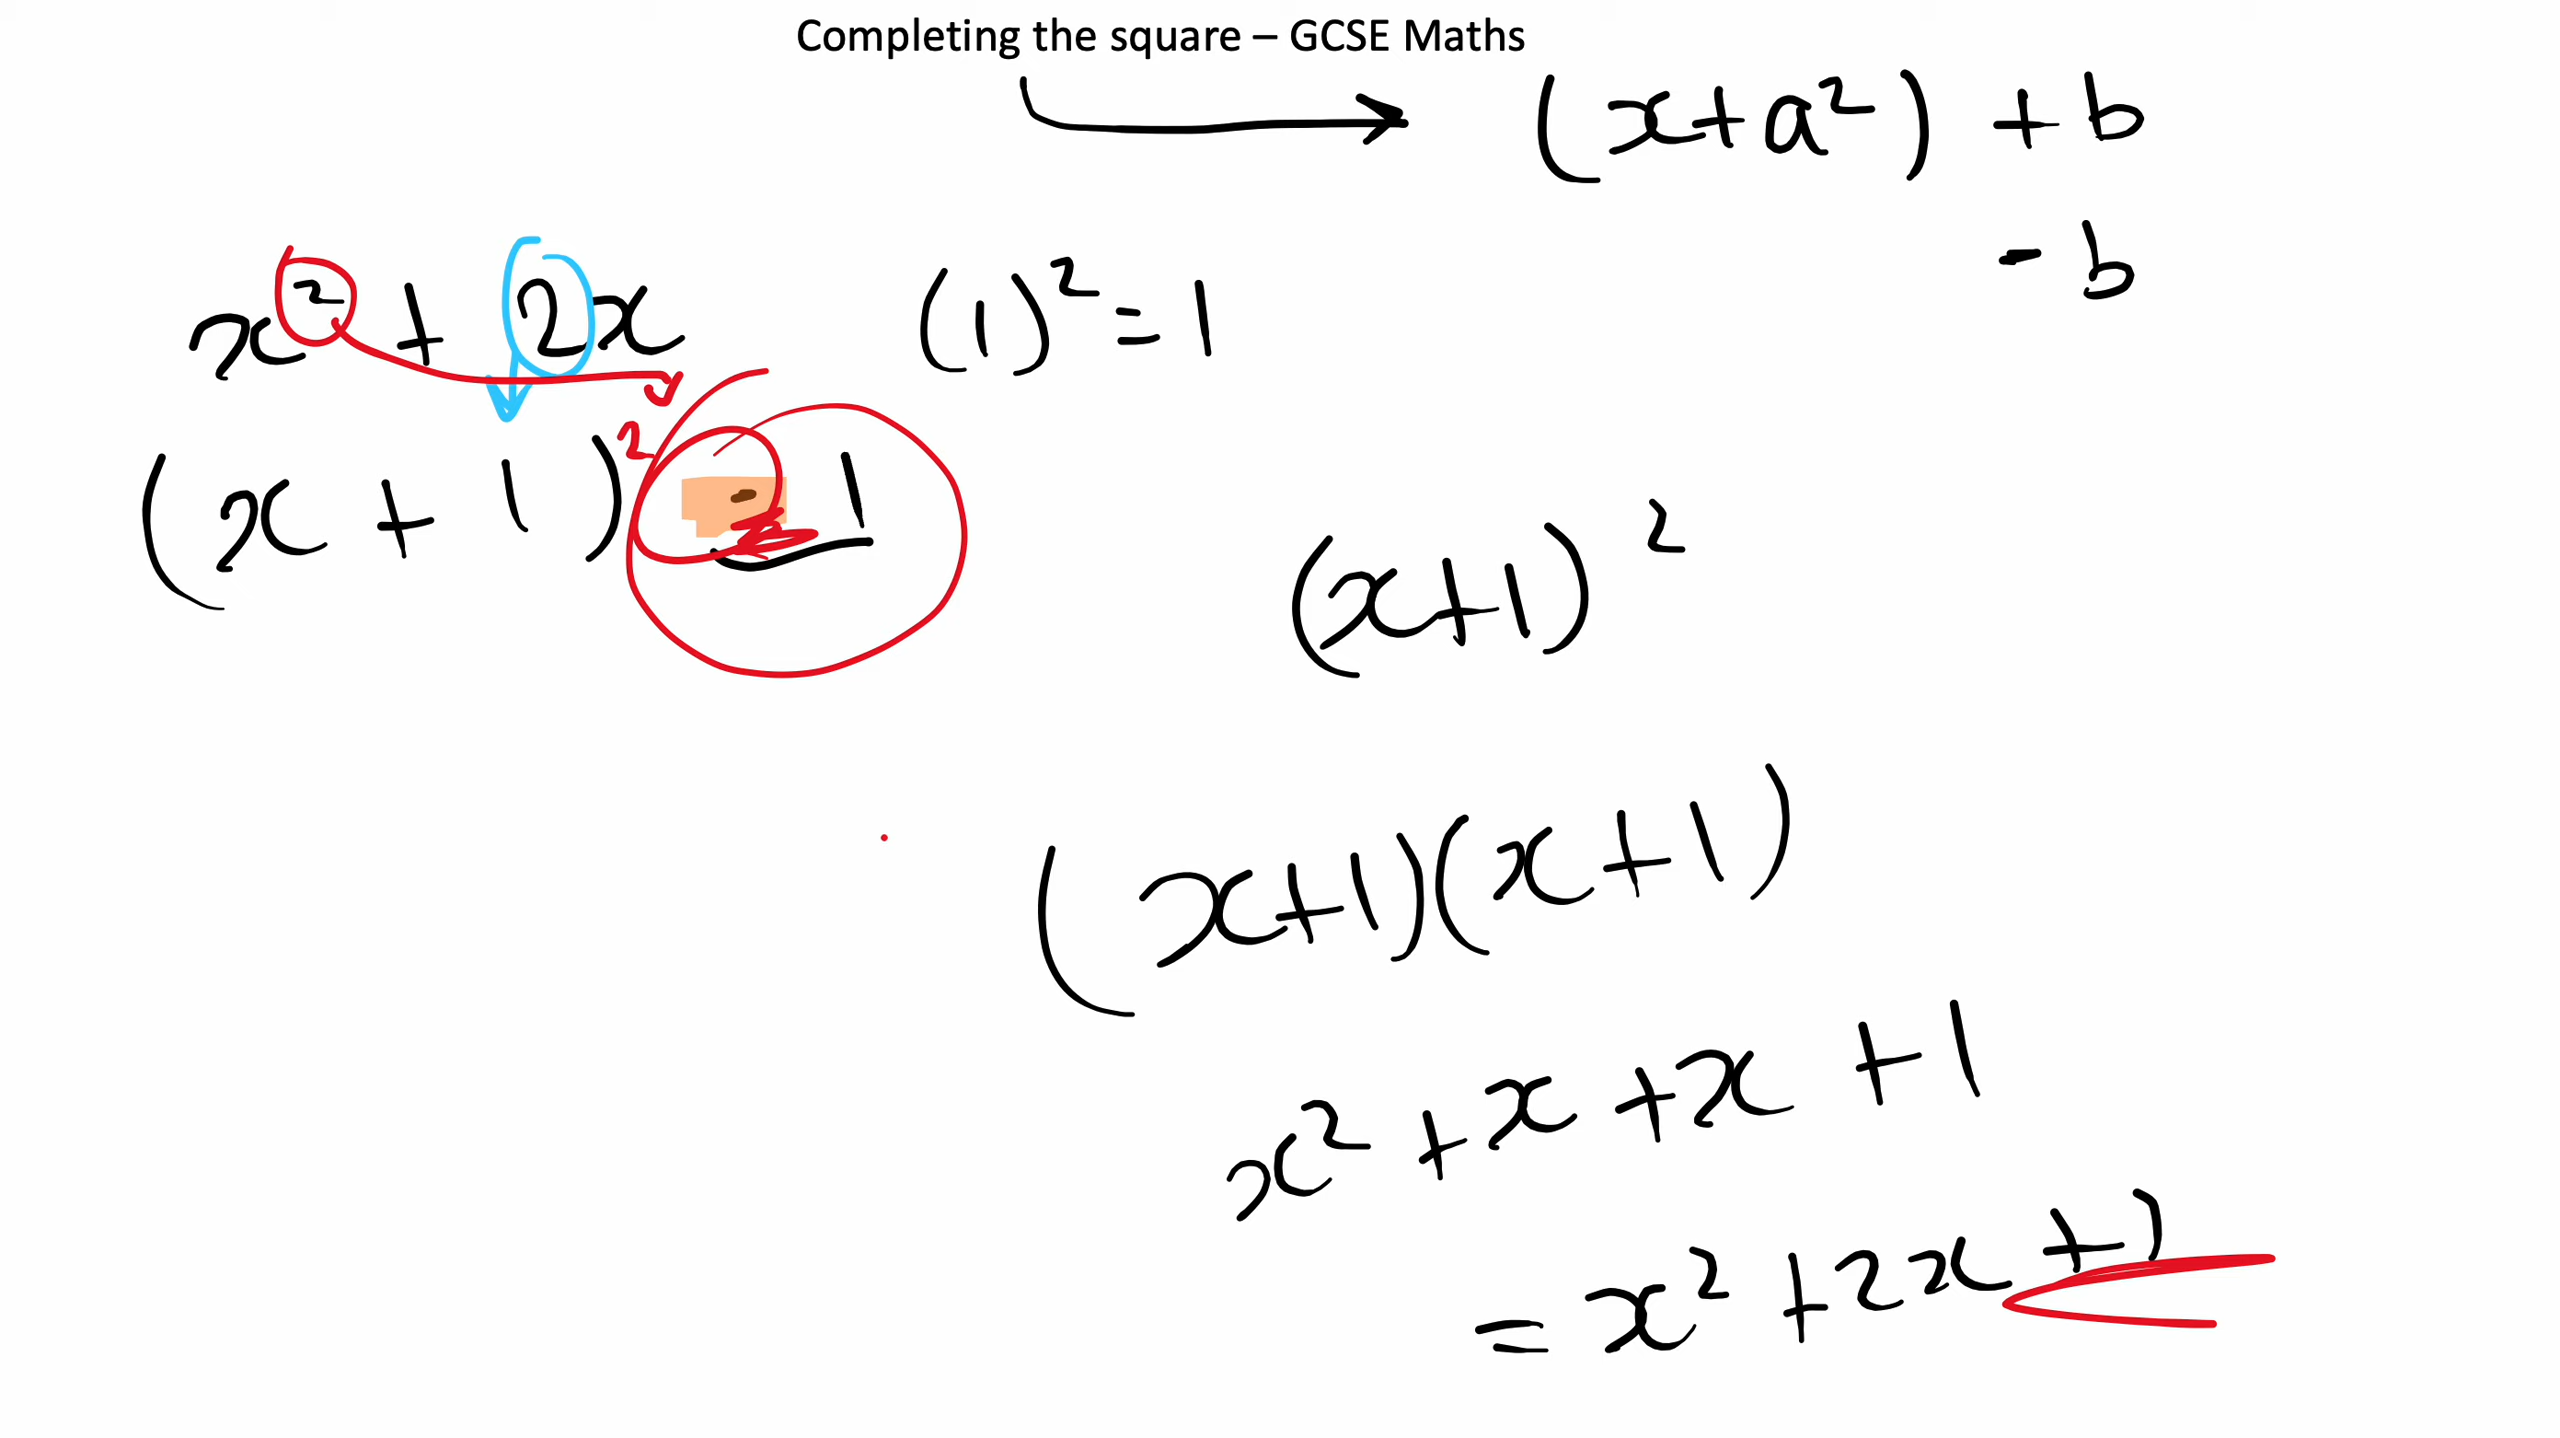 Completing the square – GCSE Maths
(x+a²) + b
- b
x² + 2x
(1)² = 1
(x + 1)² - 1
(x+1)²
(x+1)(x+1)
x² + x + x + 1
= x² + 2x + 1